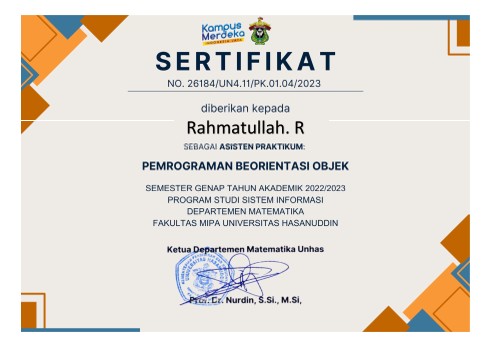 Kampus
Merdeka
INDONESIA JAYA
SERTIFIKAT
NO. 26184/UN4.11/PK.01.04/2023
diberikan kepada
Rahmatullah. R
SEBAGAI ASISTEN PRAKTIKUM:
PEMROGRAMAN BEORIENTASI OBJEK
SEMESTER GENAP TAHUN AKADEMIK 2022/2023
PROGRAM STUDI SISTEM INFORMASI
DEPARTEMEN MATEMATIKA
FAKULTAS MIPA UNIVERSITAS HASANUDDIN
Ketua Departemen Matematika Unhas
Prof. Dr. Nurdin, S.Si., M.Si,